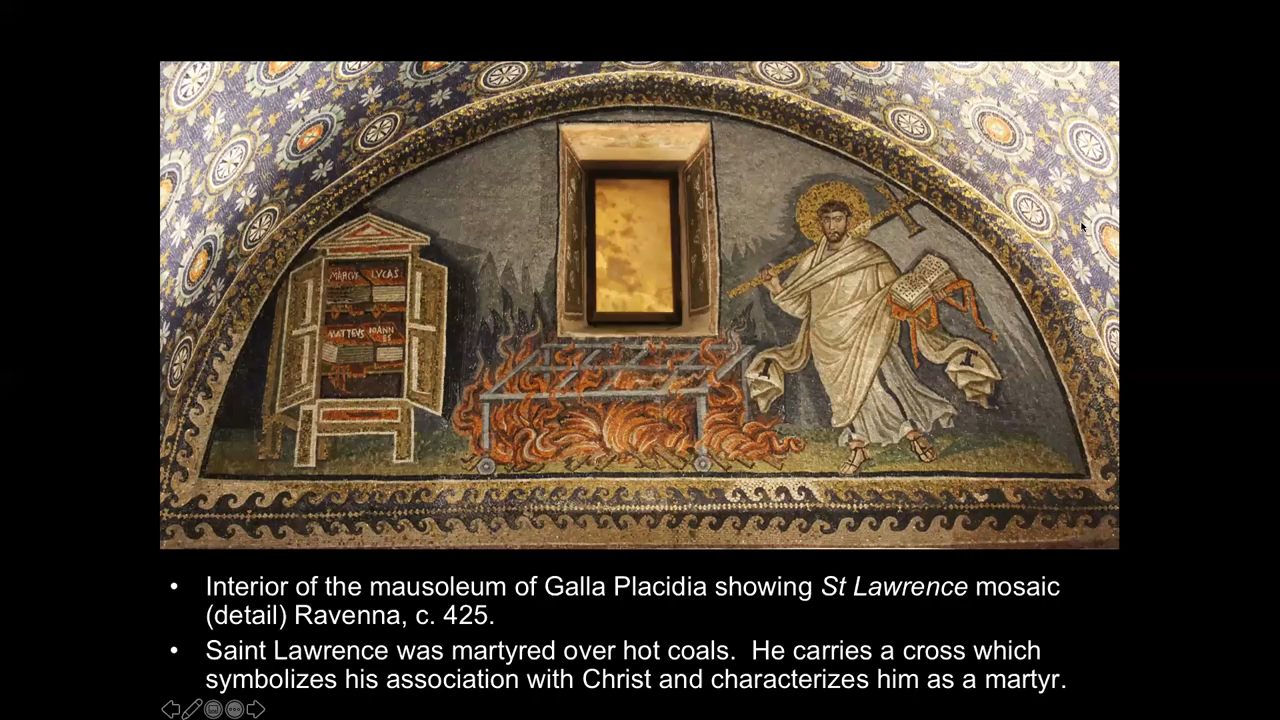 MARCVS LVCAS
MATTEVS IOANN
ES
I
T
• Interior of the mausoleum of Galla Placidia showing St Lawrence mosaic
(detail) Ravenna, c. 425.
• Saint Lawrence was martyred over hot coals.  He carries a cross which
symbolizes his association with Christ and characterizes him as a martyr.